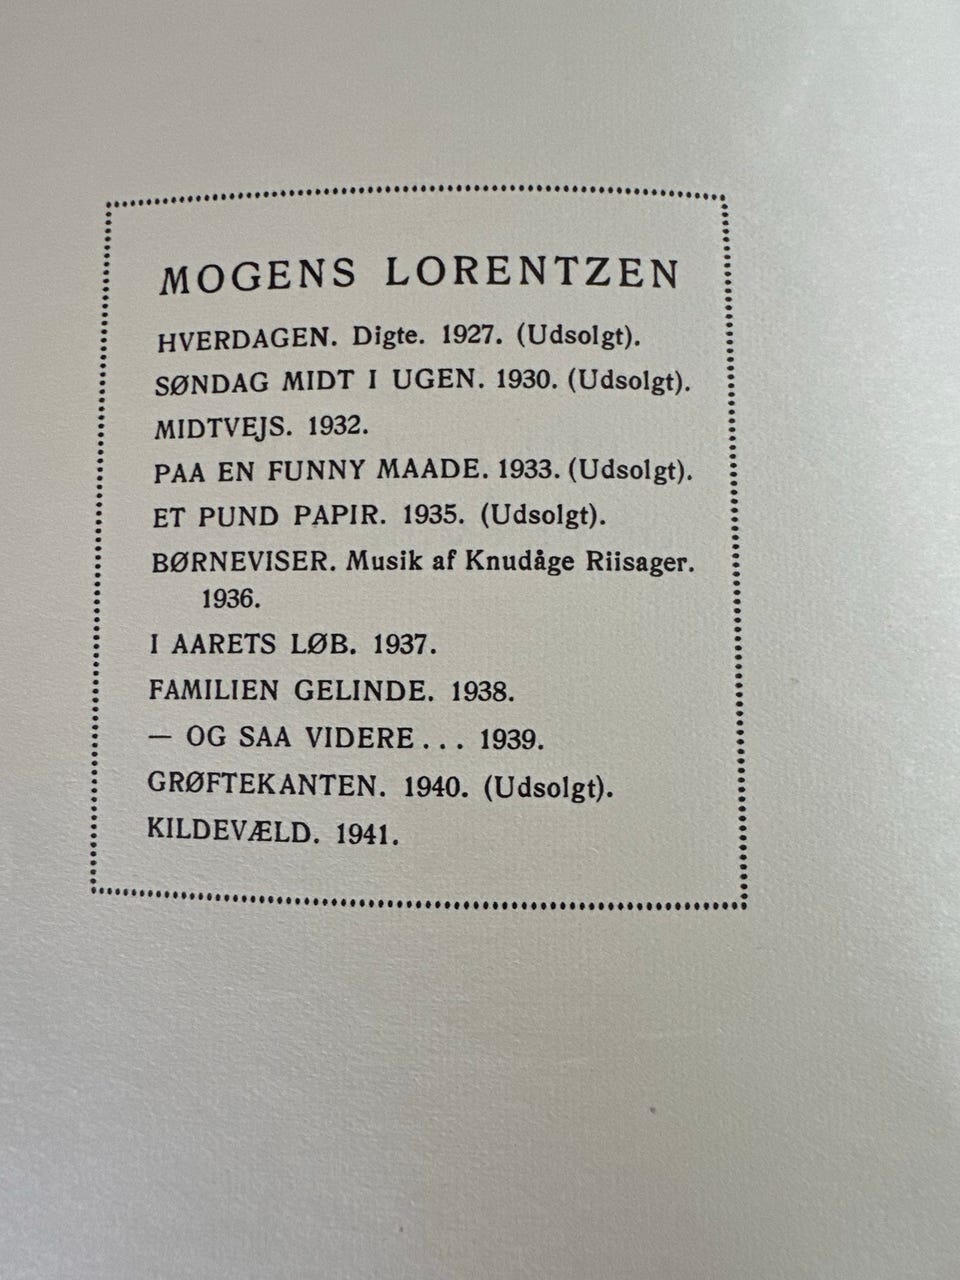 MOGENS LORENTZEN
HVERDAGEN. Digte. 1927. (Udsolgt).
SØNDAG MIDT I UGEN. 1930. (Udsolgt).
MIDTVEJS. 1932.
PAA EN FUNNY MAADE. 1933. (Udsolgt).
ET PUND PAPIR. 1935. (Udsolgt).
BØRNEVISER. Musik af Knudåge Riisager.
1936.
I AARETS LØB. 1937.
FAMILIEN GELINDE. 1938.
— OG SAA VIDERE... 1939.
GRØFTEKANTEN. 1940. (Udsolgt).
KILDEVÆLD. 1941.